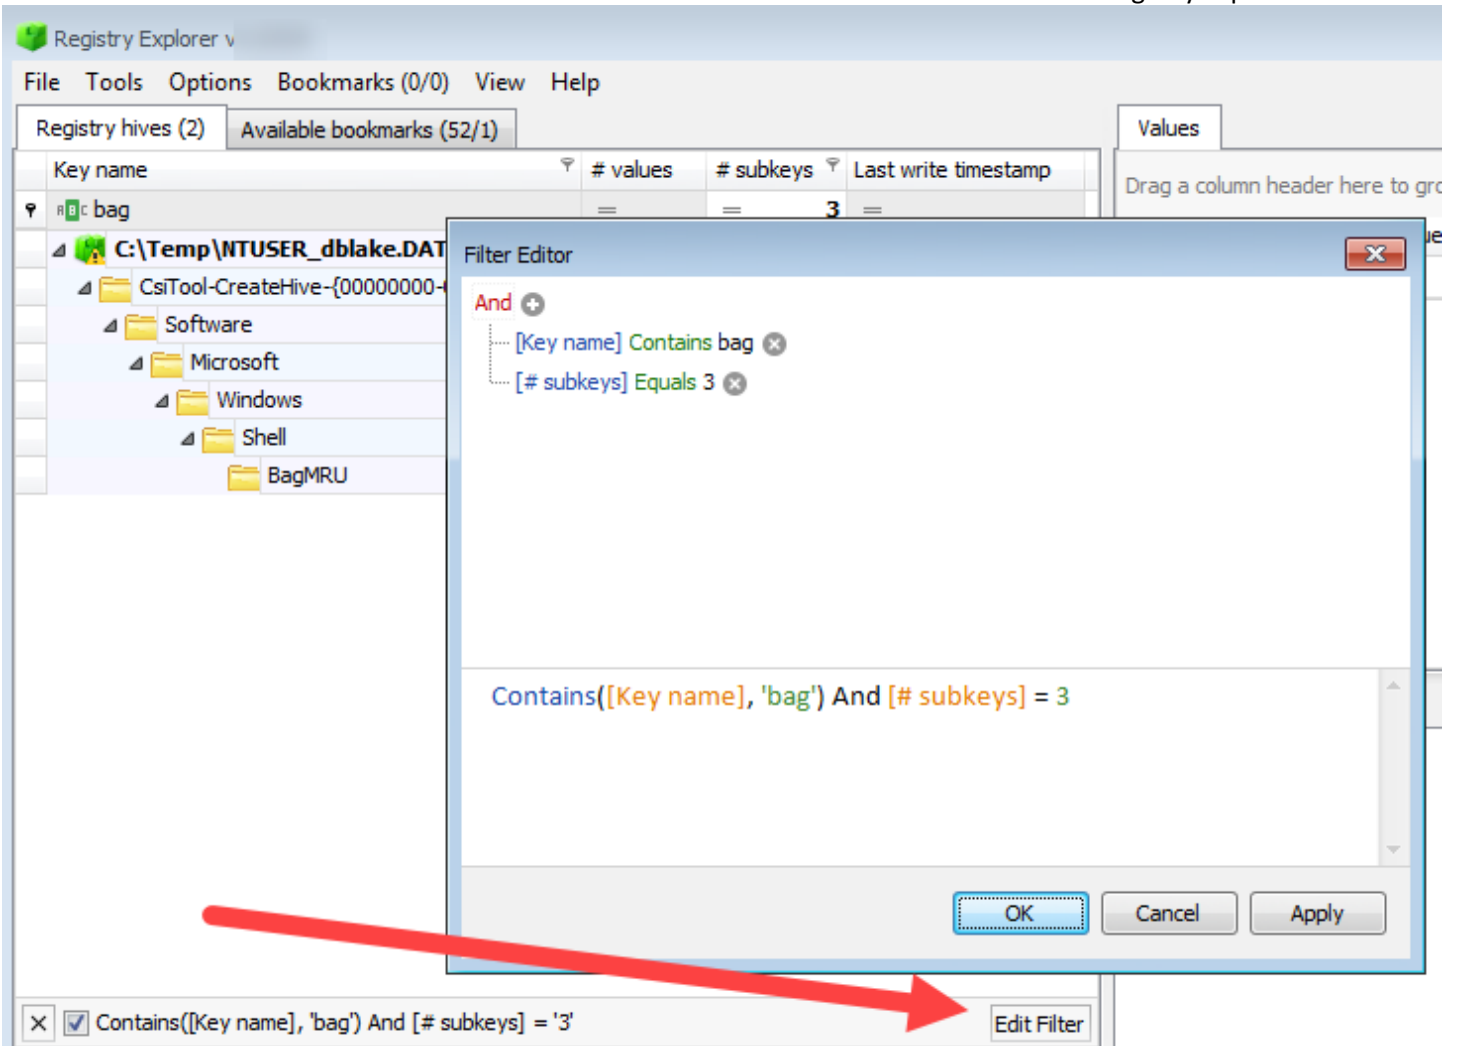 Registry Explorer v
File Tools Options Bookmarks (0/0) View Help
Registry hives (2) Available bookmarks (52/1) Values
Key name # values # subkeys Last write timestamp
Drag a column header here to gro
ABC bag = = 3 =
C:\Temp\NTUSER_dblake.DAT
CsiTool-CreateHive-{00000000-
Software
Microsoft
Windows
Shell
BagMRU
Filter Editor
And
[Key name] Contains bag
[# subkeys] Equals 3
Contains([Key name], 'bag') And [# subkeys] = 3
OK Cancel Apply
Contains([Key name], 'bag') And [# subkeys] = '3'
Edit Filter